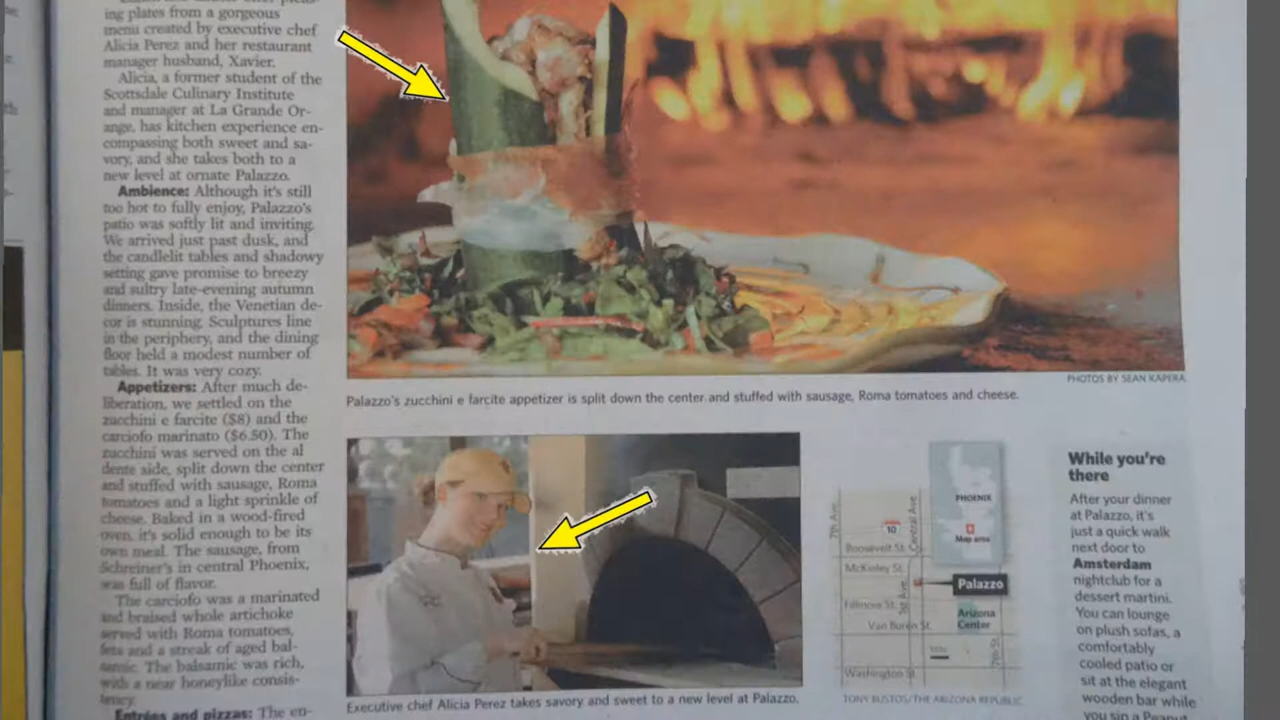 ing plates from a gorgeous
menu created by executive chef
Alicia Perez and her restaurant
manager husband, Xavier.
Alicia, a former student of the
Scottsdale Culinary Institute
and manager at La Grande Or-
ange, has kitchen experience en-
compassing both sweet and sa-
vory, and she takes both to a
new level at ornate Palazzo.
Ambience: Although it's still
too hot to fully enjoy, Palazzo's
patio was softly lit and inviting.
We arrived just past dusk, and
the candlelit tables and shadowy
setting gave promise to breezy
and sultry late-evening autumn
dinners. Inside, the Venetian de-
cor is stunning. Sculptures line
in the periphery, and the dining
floor held a modest number of
tables. It was very cozy.
Appetizers: After much de-
liberation, we settled on the
zucchini e farcite ($8) and the
carciofo marinato ($6.50). The
zucchini was served on the al
dente side, split down the center
and stuffed with sausage, Roma
tomatoes and a light sprinkle of
cheese. Baked in a wood-fired
oven, it's solid enough to be its
own meal. The sausage, from
Schreiner's in central Phoenix,
was full of flavor.
The carciofo was a marinated
and braised whole artichoke
served with Roma tomatoes,
feta and a streak of aged bal-
samic. The balsamic was rich,
with a near honeylike consis-
tency.
Entrées and pizzas: The en-
PHOTOS BY SEAN KAPERA
Palazzo's zucchini e farcite appetizer is split down the center and stuffed with sausage, Roma tomatoes and cheese.
Executive chef Alicia Perez takes savory and sweet to a new level at Palazzo.
PHOENIX
Map area
7th Ave.
Central Ave.
10
Roosevelt St.
McKinley St.
1st Ave.
Palazzo
Fillmore St.
Arizona
Center
Van Buren St.
7th St.
Washington St.
TONY BUSTOS/THE ARIZONA REPUBLIC
While you're
there
After your dinner
at Palazzo, it's
just a quick walk
next door to
Amsterdam
nightclub for a
dessert martini.
You can lounge
on plush sofas, a
comfortably
cooled patio or
sit at the elegant
wooden bar while
you sip a Peanut